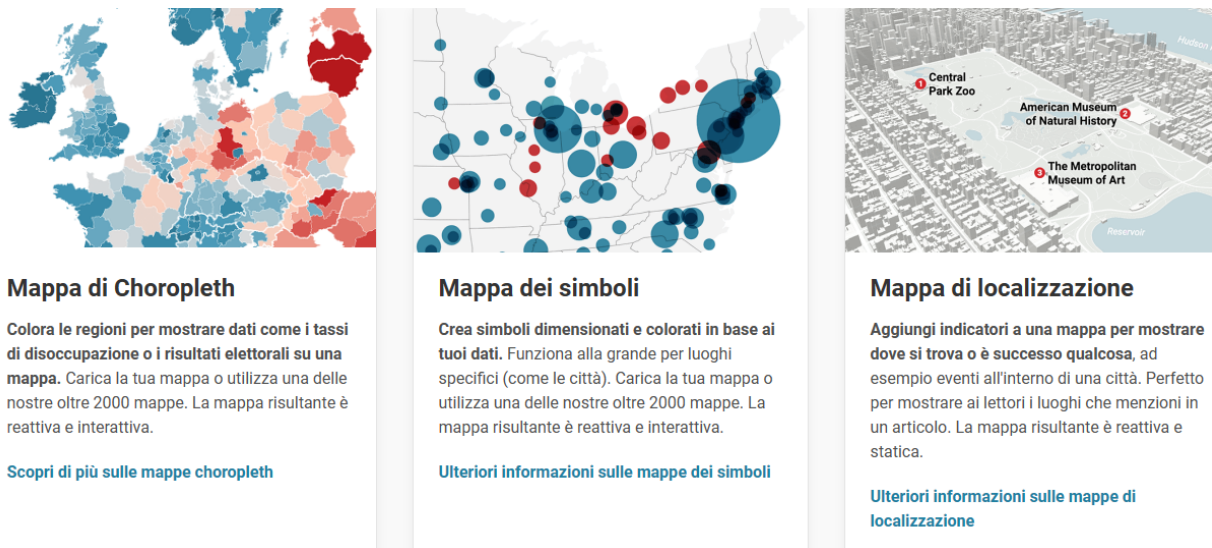 Mappa di Choropleth
Colora le regioni per mostrare dati come i tassi
di disoccupazione o i risultati elettorali su una
mappa. Carica la tua mappa o utilizza una delle
nostre oltre 2000 mappe. La mappa risultante è
reattiva e interattiva.
Scopri di più sulle mappe choropleth
Mappa dei simboli
Crea simboli dimensionati e colorati in base ai
tuoi dati. Funziona alla grande per luoghi
specifici (come le città). Carica la tua mappa o
utilizza una delle nostre oltre 2000 mappe. La
mappa risultante è reattiva e interattiva.
Ulteriori informazioni sulle mappe dei simboli
Hudson
1 Central
Park Zoo
American Museum
of Natural History 2
3 The Metropolitan
Museum of Art
Reservoir
Mappa di localizzazione
Aggiungi indicatori a una mappa per mostrare
dove si trova o è successo qualcosa, ad
esempio eventi all'interno di una città. Perfetto
per mostrare ai lettori i luoghi che menzioni in
un articolo. La mappa risultante è reattiva e
statica.
Ulteriori informazioni sulle mappe di
localizzazione